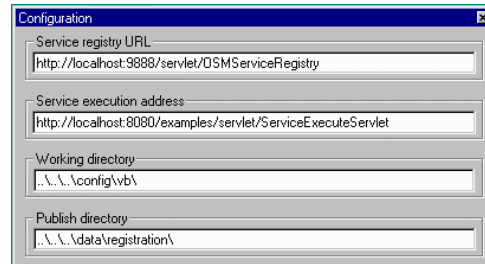 Configuration
Service registry URL
http://localhost:9888/servlet/OSMServiceRegistry
Service execution address
http://localhost:8080/examples/servlet/ServiceExecuteServlet
Working directory
..\..\..\config\vb\
Publish directory
..\..\..\data\registration\